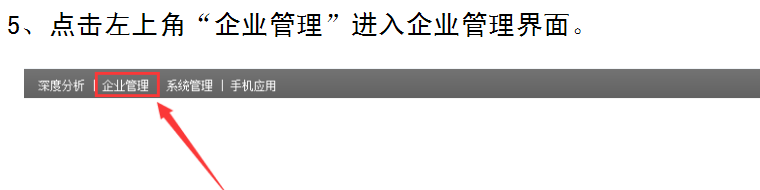 5、点击左上角“企业管理”进入企业管理界面。
深度分析 | 企业管理 | 系统管理 | 手机应用